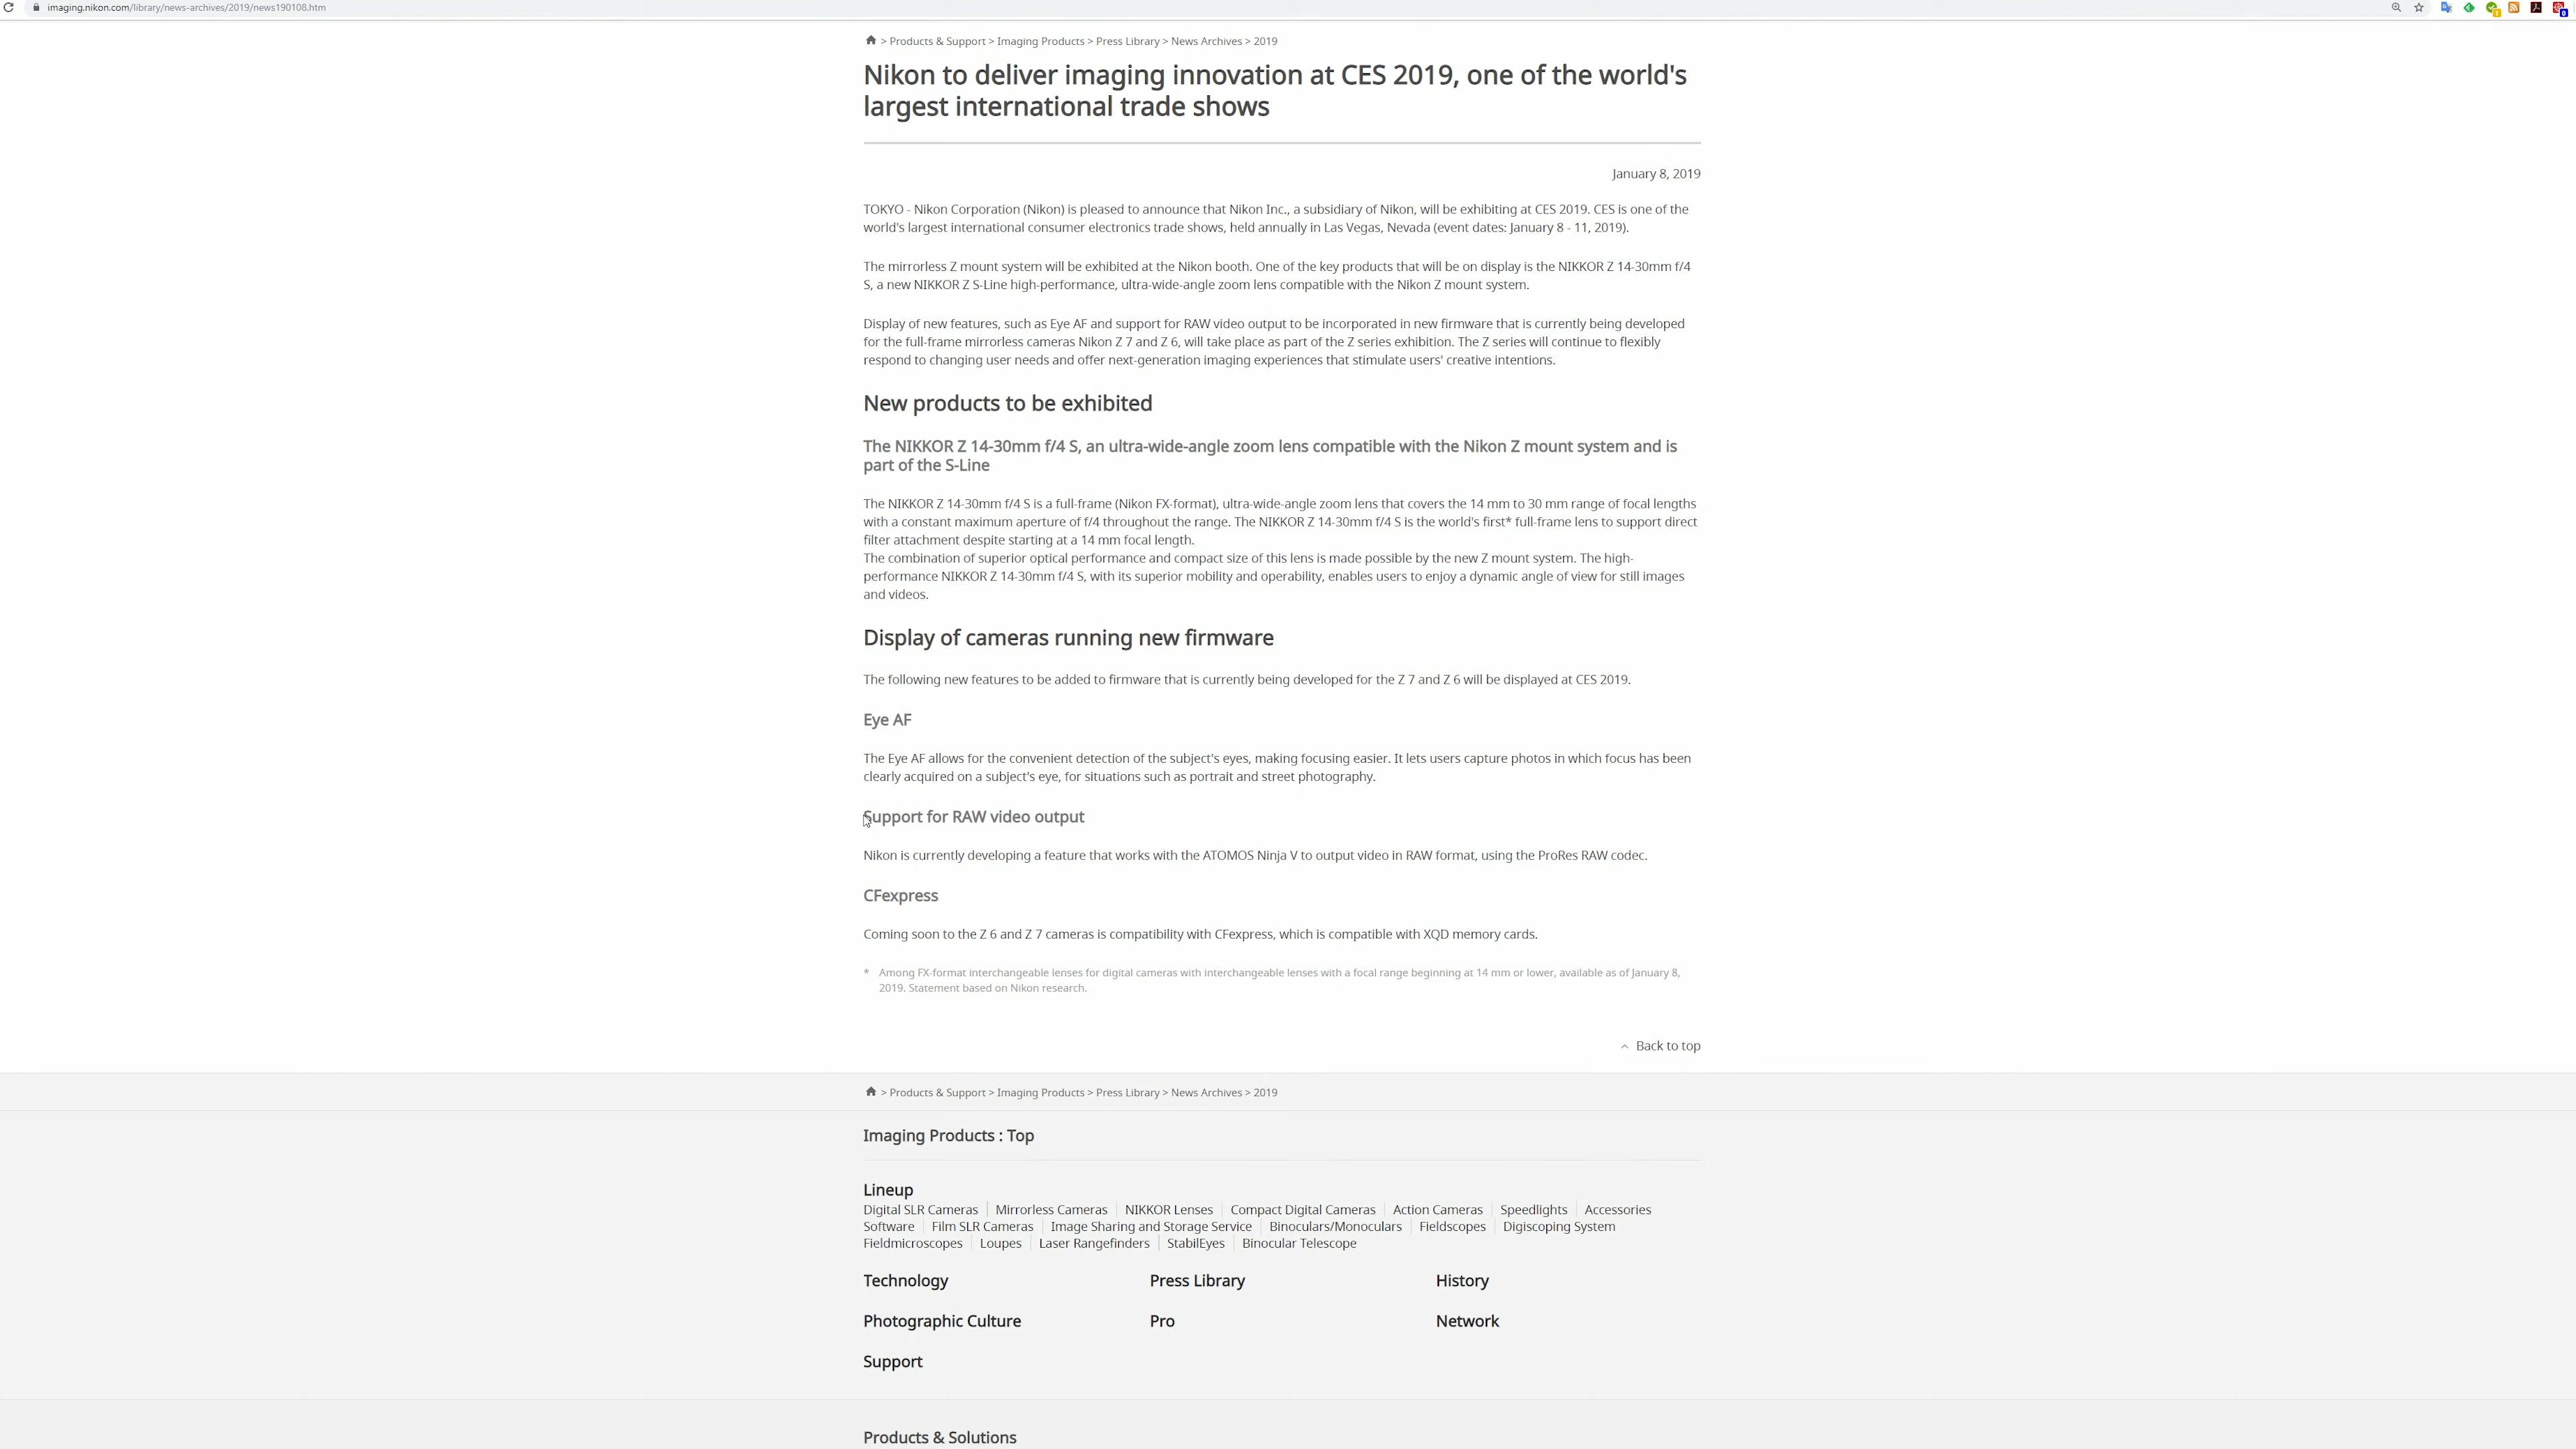 imaging.nikon.com/library/news-archives/2019/news190108.htm
> Products & Support > Imaging Products > Press Library > News Archives > 2019
Nikon to deliver imaging innovation at CES 2019, one of the world's
largest international trade shows
January 8, 2019
TOKYO - Nikon Corporation (Nikon) is pleased to announce that Nikon Inc., a subsidiary of Nikon, will be exhibiting at CES 2019. CES is one of the
world's largest international consumer electronics trade shows, held annually in Las Vegas, Nevada (event dates: January 8 - 11, 2019).
The mirrorless Z mount system will be exhibited at the Nikon booth. One of the key products that will be on display is the NIKKOR Z 14-30mm f/4
S, a new NIKKOR Z S-Line high-performance, ultra-wide-angle zoom lens compatible with the Nikon Z mount system.
Display of new features, such as Eye AF and support for RAW video output to be incorporated in new firmware that is currently being developed
for the full-frame mirrorless cameras Nikon Z 7 and Z 6, will take place as part of the Z series exhibition. The Z series will continue to flexibly
respond to changing user needs and offer next-generation imaging experiences that stimulate users' creative intentions.
New products to be exhibited
The NIKKOR Z 14-30mm f/4 S, an ultra-wide-angle zoom lens compatible with the Nikon Z mount system and is
part of the S-Line
The NIKKOR Z 14-30mm f/4 S is a full-frame (Nikon FX-format), ultra-wide-angle zoom lens that covers the 14 mm to 30 mm range of focal lengths
with a constant maximum aperture of f/4 throughout the range. The NIKKOR Z 14-30mm f/4 S is the world's first* full-frame lens to support direct
filter attachment despite starting at a 14 mm focal length.
The combination of superior optical performance and compact size of this lens is made possible by the new Z mount system. The high-
performance NIKKOR Z 14-30mm f/4 S, with its superior mobility and operability, enables users to enjoy a dynamic angle of view for still images
and videos.
Display of cameras running new firmware
The following new features to be added to firmware that is currently being developed for the Z 7 and Z 6 will be displayed at CES 2019.
Eye AF
The Eye AF allows for the convenient detection of the subject's eyes, making focusing easier. It lets users capture photos in which focus has been
clearly acquired on a subject's eye, for situations such as portrait and street photography.
Support for RAW video output
Nikon is currently developing a feature that works with the ATOMOS Ninja V to output video in RAW format, using the ProRes RAW codec.
CFexpress
Coming soon to the Z 6 and Z 7 cameras is compatibility with CFexpress, which is compatible with XQD memory cards.
* Among FX-format interchangeable lenses for digital cameras with interchangeable lenses with a focal range beginning at 14 mm or lower, available as of January 8,
2019. Statement based on Nikon research.
Back to top
> Products & Support > Imaging Products > Press Library > News Archives > 2019
Imaging Products : Top
Lineup
Digital SLR Cameras | Mirrorless Cameras | NIKKOR Lenses | Compact Digital Cameras | Action Cameras | Speedlights | Accessories
Software | Film SLR Cameras | Image Sharing and Storage Service | Binoculars/Monoculars | Fieldscopes | Digiscoping System
Fieldmicroscopes | Loupes | Laser Rangefinders | StabilEyes | Binocular Telescope
Technology Press Library History
Photographic Culture Pro Network
Support
Products & Solutions